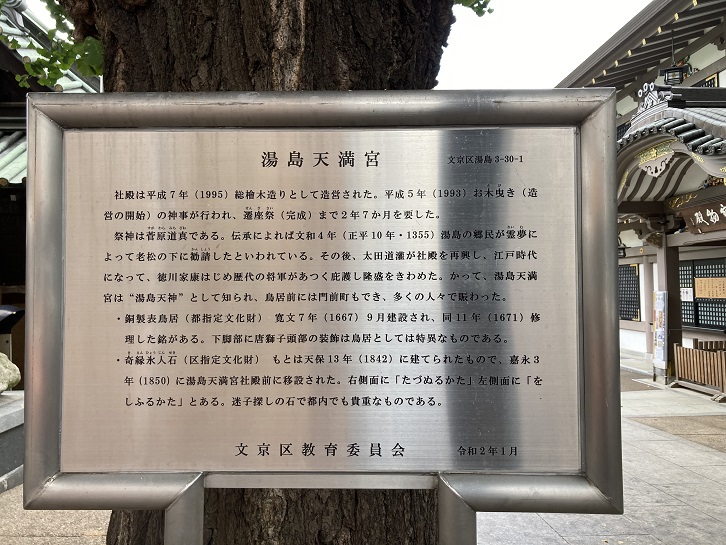 湯島天満宮
文京区湯島3-30-1
社殿は平成7年(1995)総檜木造りとして造営された。平成5年(1993)お木曳き(造
営の開始)の神事が行われ、遷座祭(完成)まで2年7か月を要した。
祭神は菅原道真である。伝承によれば文和4年(正平10年・1355)湯島の郷民が霊夢に
よって老松の下に勧請したといわれている。その後、太田道灌が社殿を再興し、江戸時代
になって、徳川家康はじめ歴代の将軍があつく庇護し隆盛をきわめた。かって、湯島天満
宮は“湯島天神”として知られ、鳥居前には門前町もでき、多くの人々で賑わった。
・銅製表鳥居(都指定文化財) 寛文7年(1667)9月建設され、同11年(1671)修
理した銘がある。下脚部に唐獅子頭部の装飾は鳥居としては特異なものである。
・奇縁氷人石(区指定文化財) もとは天保13年(1842)に建てられたもので、嘉永3
年(1850)に湯島天満宮社殿前に移設された。右側面に「たづぬるかた」左側面に「を
しふるかた」とある。迷子探しの石で都内でも貴重なものである。
文京区教育委員会
令和2年1月